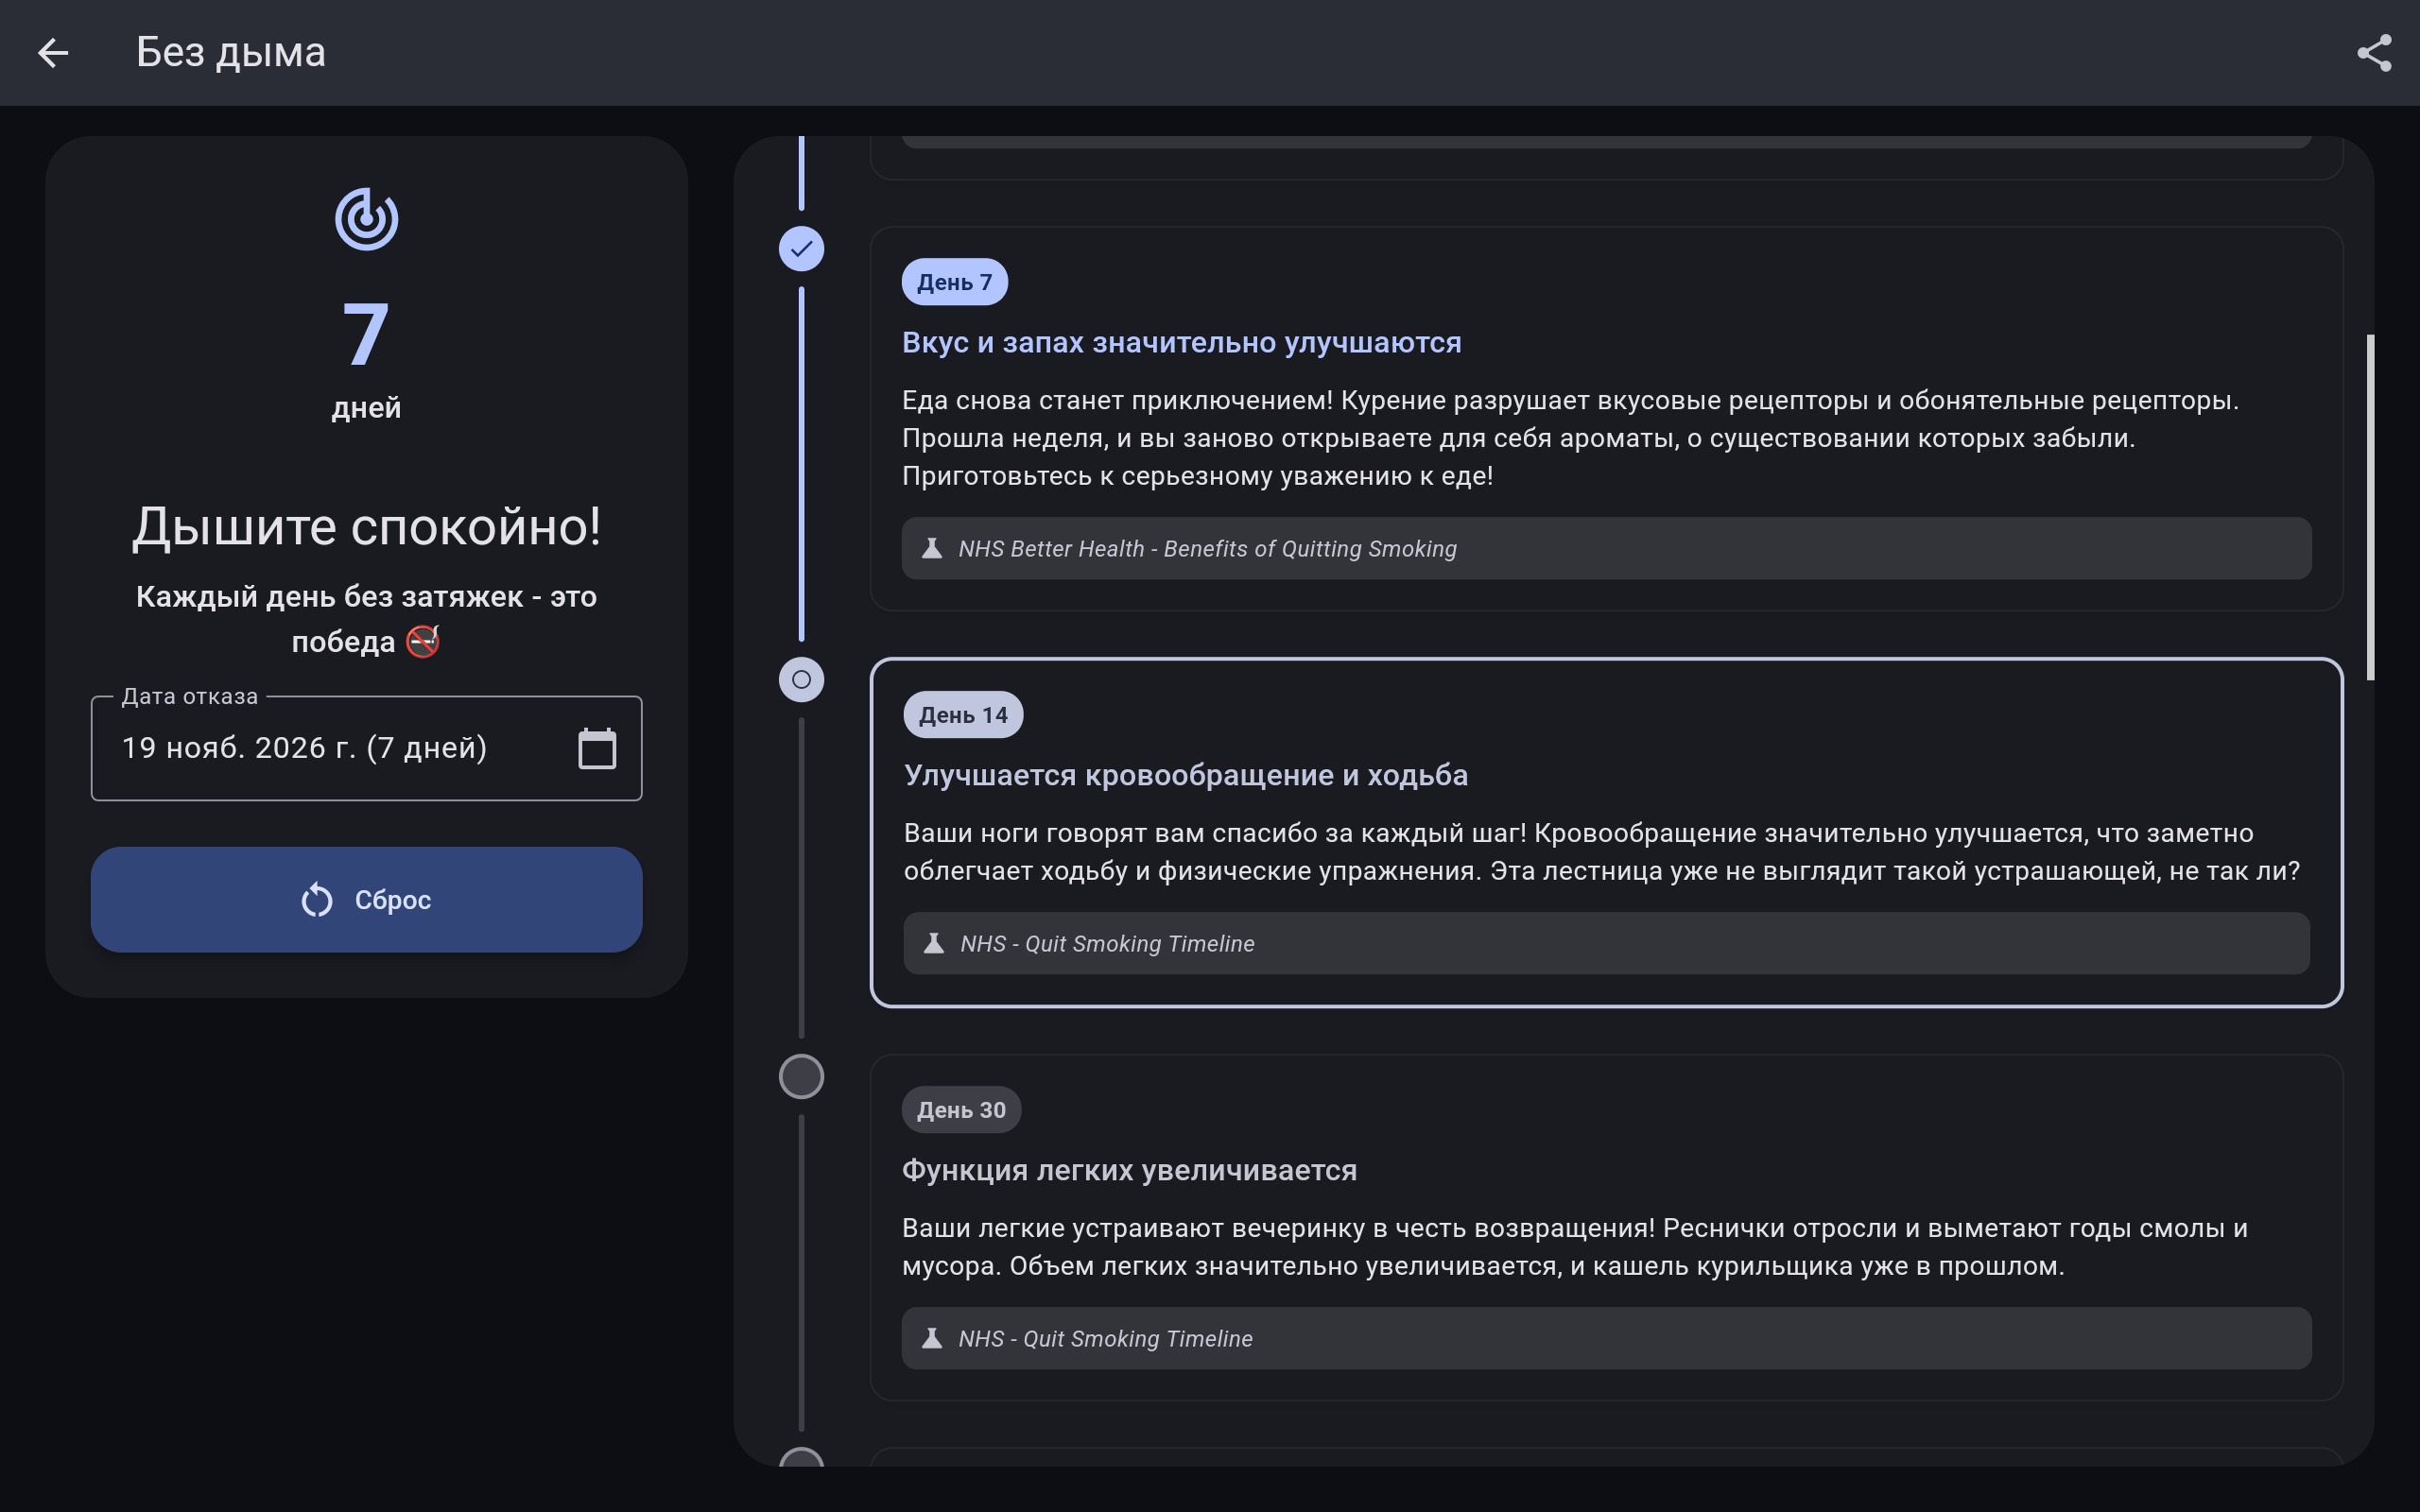 Без дыма
7
дней
Дышите спокойно!
Каждый день без затяжек - это
победа 🚭
Дата отказа
19 нояб. 2026 г. (7 дней)
Сброс
День 7
Вкус и запах значительно улучшаются
Еда снова станет приключением! Курение разрушает вкусовые рецепторы и обонятельные рецепторы.
Прошла неделя, и вы заново открываете для себя ароматы, о существовании которых забыли.
Приготовьтесь к серьезному уважению к еде!
NHS Better Health - Benefits of Quitting Smoking
День 14
Улучшается кровообращение и ходьба
Ваши ноги говорят вам спасибо за каждый шаг! Кровообращение значительно улучшается, что заметно
облегчает ходьбу и физические упражнения. Эта лестница уже не выглядит такой устрашающей, не так ли?
NHS - Quit Smoking Timeline
День 30
Функция легких увеличивается
Ваши легкие устраивают вечеринку в честь возвращения! Реснички отросли и выметают годы смолы и
мусора. Объем легких значительно увеличивается, и кашель курильщика уже в прошлом.
NHS - Quit Smoking Timeline